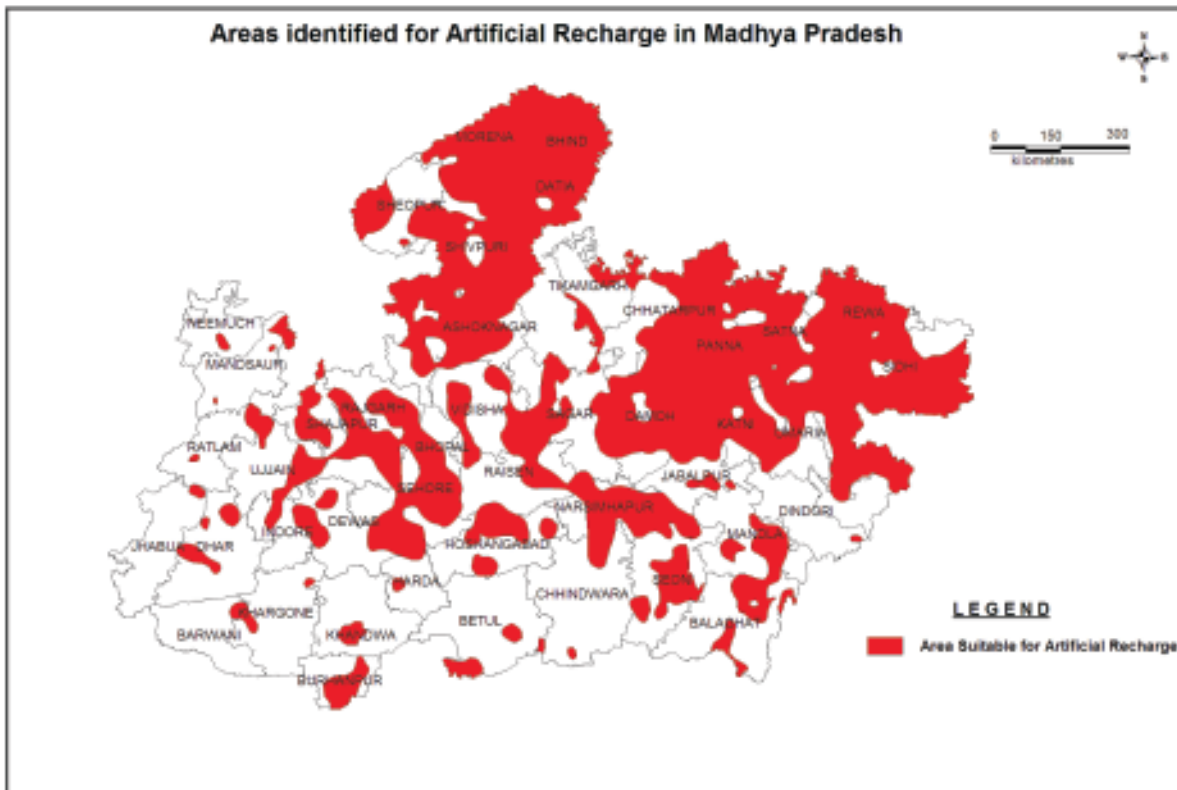 Areas identified for Artificial Recharge in Madhya Pradesh
N
W E
S
0 150 300
kilometres
MORENA
BHIND
DATIA
SHEOPUR
SHIVPURI
TIKAMGARH
CHHATARPUR
REWA
NEEMUCH
ASHOKNAGAR
SATNA
PANNA
MANDSAUR
SIDHI
RAJGARH
VIDISHA
SAGAR
DAMOH
KATNI
SHAJAPUR
UMARIA
RATLAM
BHOPAL
UJJAIN
RAISEN
JABALPUR
SEHORE
NARSIMHAPUR
DINDORI
DEWAS
INDORE
MANDLA
JHABUA
DHAR
HOSHANGABAD
HARDA
SEONI
CHHINDWARA
KHARGONE
BETUL
BALAGHAT
BARWANI
KHANDWA
BURHANPUR
LEGEND
Area Suitable for Artificial Recharge